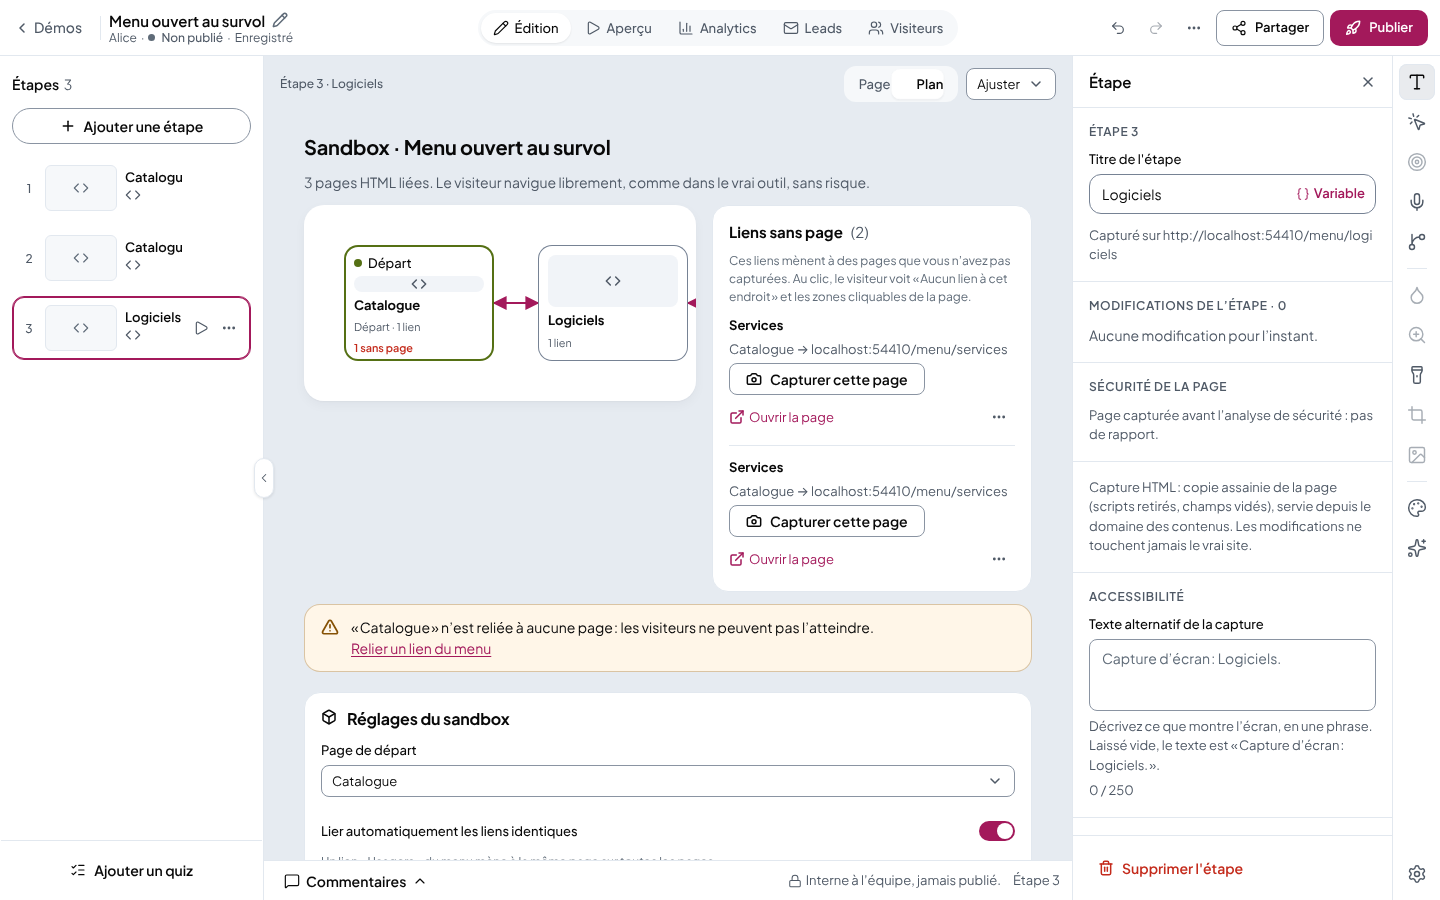 Démos
Menu ouvert au survol
Alice · Non publié · Enregistré
Édition
Aperçu
Analytics
Leads
Visiteurs
Partager
Publier
Étapes 3
Ajouter une étape
1
Catalogu
2
Catalogu
3
Logiciels
Ajouter un quiz
Étape 3 · Logiciels
Page
Plan
Ajuster
Sandbox · Menu ouvert au survol
3 pages HTML liées. Le visiteur navigue librement, comme dans le vrai outil, sans risque.
Départ
Catalogue
Départ · 1 lien
1 sans page
Logiciels
1 lien
Liens sans page (2)
Ces liens mènent à des pages que vous n’avez pas
capturées. Au clic, le visiteur voit « Aucun lien à cet
endroit » et les zones cliquables de la page.
Services
Catalogue → localhost:54410/menu/services
Capturer cette page
Ouvrir la page
Services
Catalogue → localhost:54410/menu/services
Capturer cette page
Ouvrir la page
« Catalogue » n’est reliée à aucune page : les visiteurs ne peuvent pas l’atteindre.
Relier un lien du menu
Réglages du sandbox
Page de départ
Catalogue
Lier automatiquement les liens identiques
Commentaires
Interne à l’équipe, jamais publié.
Étape 3
Étape
ÉTAPE 3
Titre de l’étape
Logiciels
Variable
Capturé sur http://localhost:54410/menu/logi
ciels
MODIFICATIONS DE L’ÉTAPE · 0
Aucune modification pour l’instant.
SÉCURITÉ DE LA PAGE
Page capturée avant l’analyse de sécurité : pas
de rapport.
Capture HTML : copie assainie de la page
(scripts retirés, champs vidés), servie depuis le
domaine des contenus. Les modifications ne
touchent jamais le vrai site.
ACCESSIBILITÉ
Texte alternatif de la capture
Capture d’écran : Logiciels.
Décrivez ce que montre l’écran, en une phrase.
Laissé vide, le texte est « Capture d’écran :
Logiciels. ».
0 / 250
Supprimer l’étape